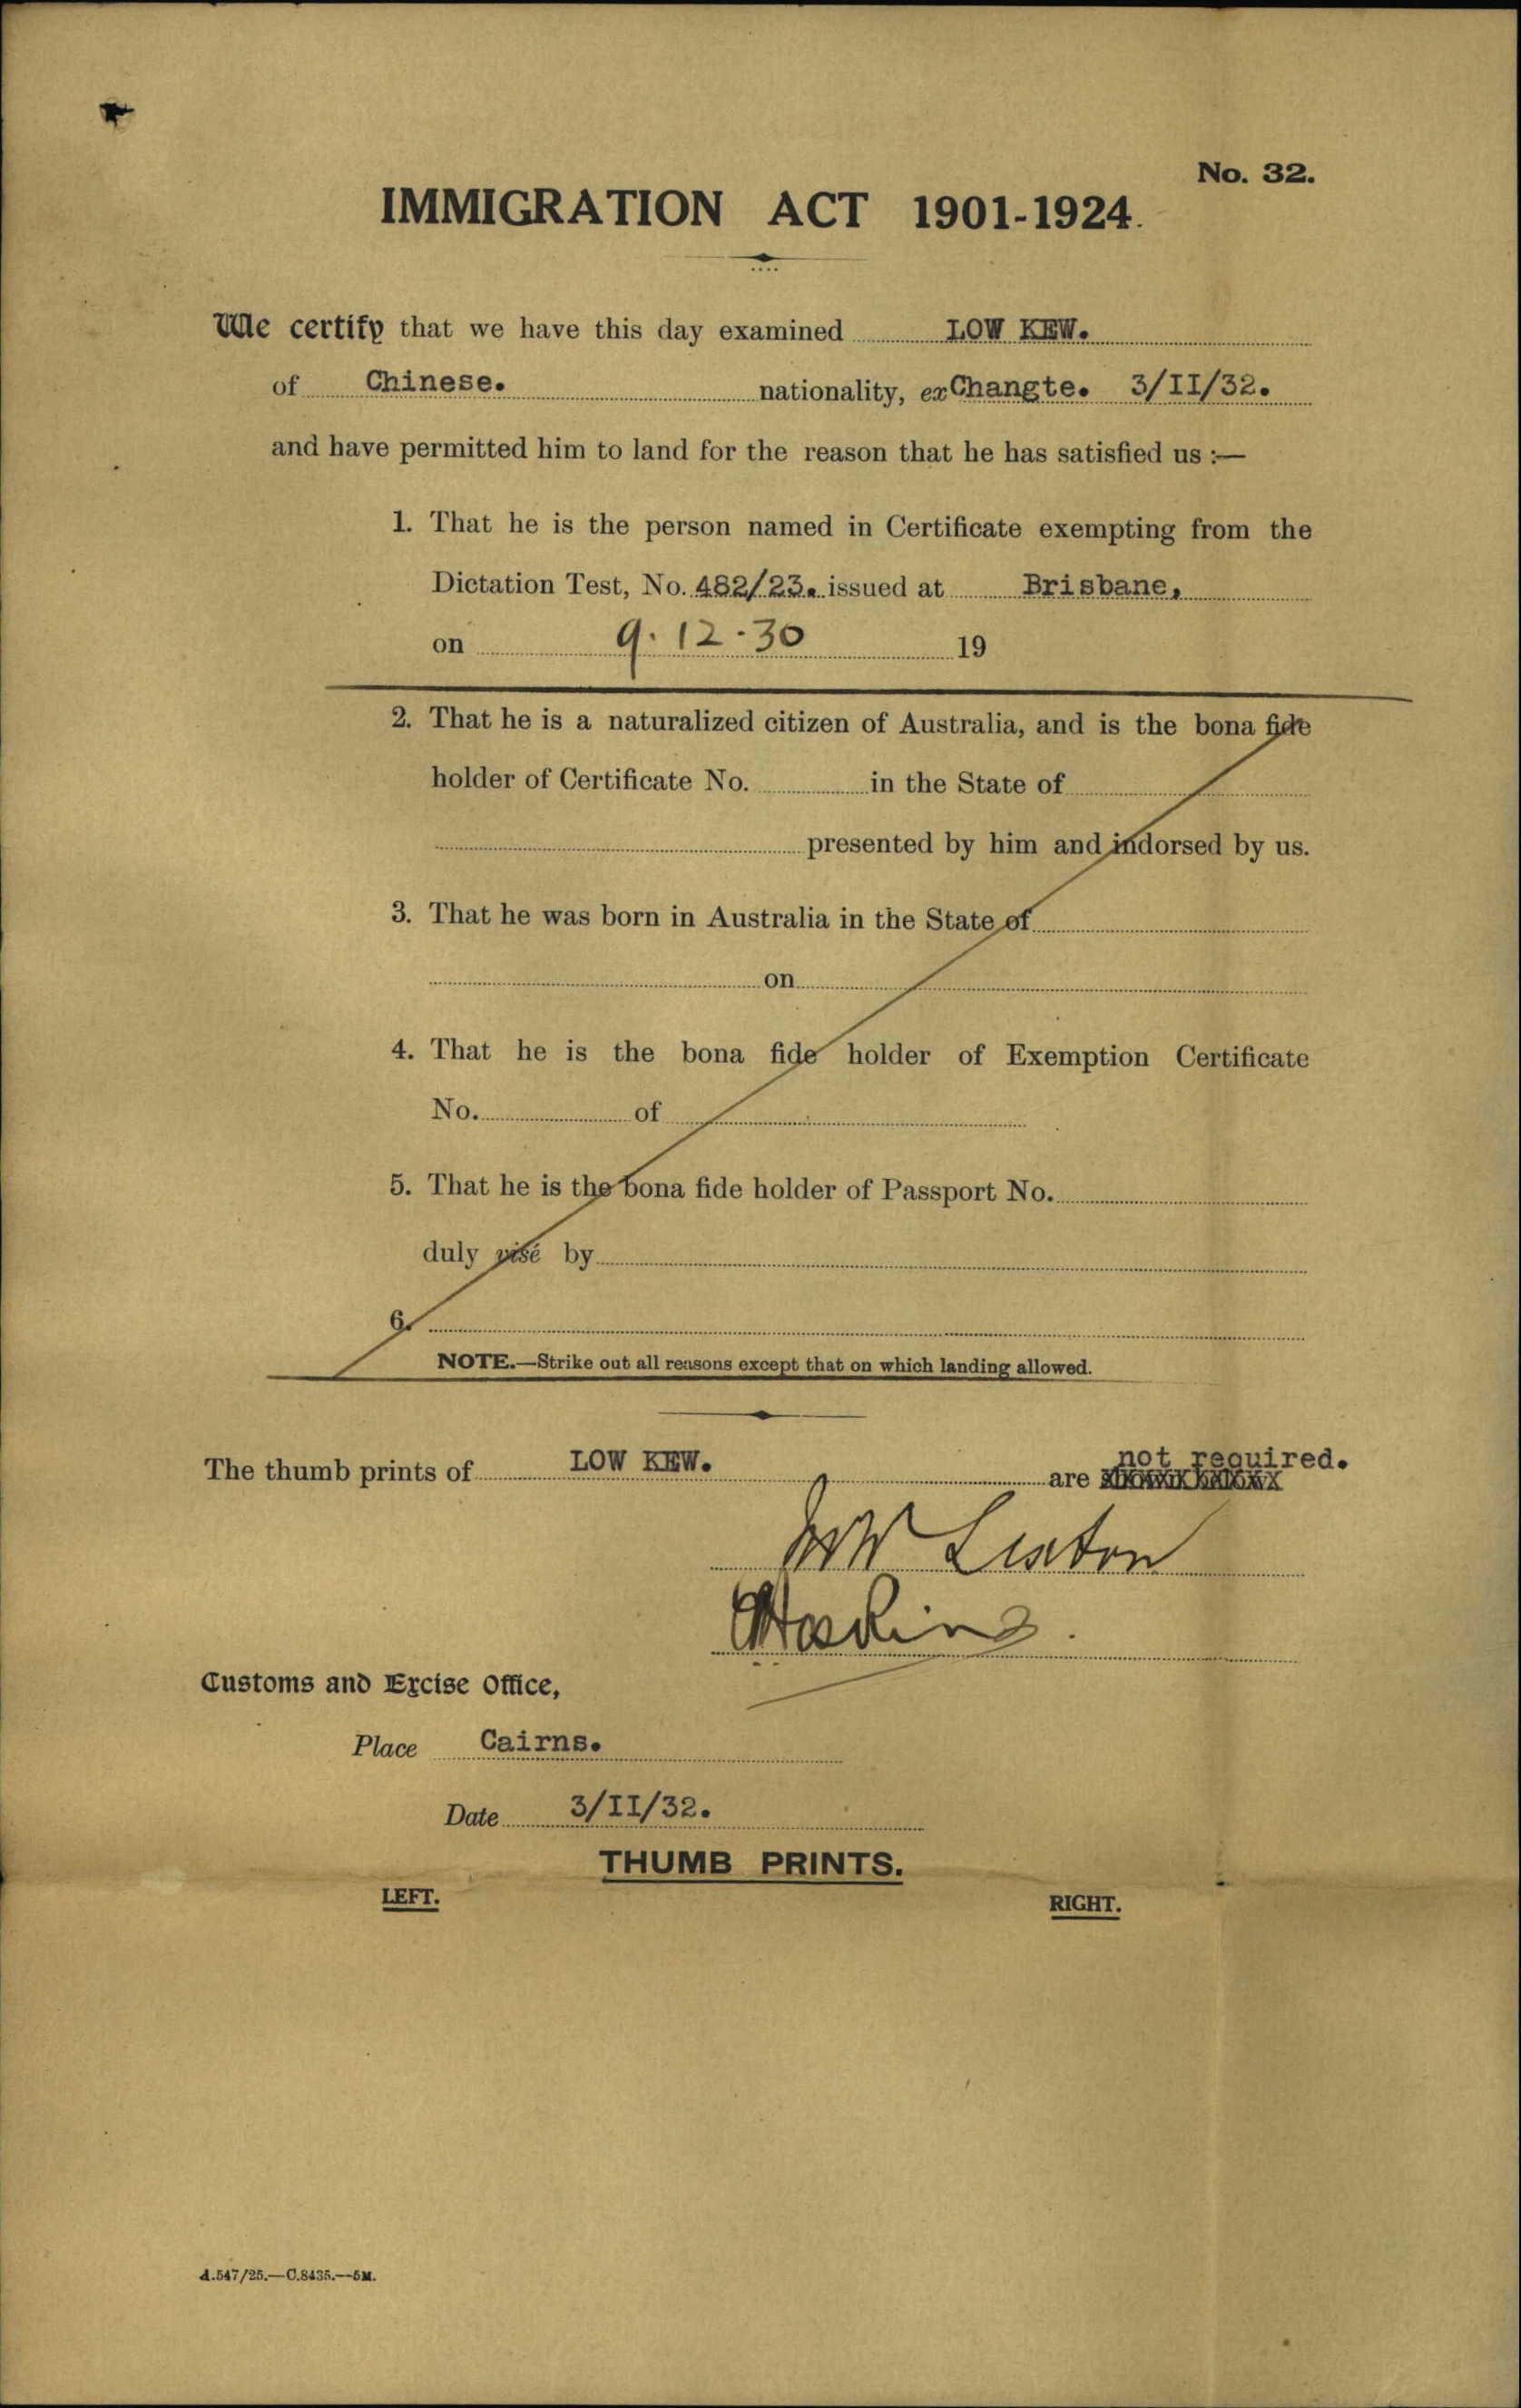 No. 32.
IMMIGRATION ACT 1901-1924.
We certify that we have this day examined LOW KEW.
of Chinese. nationality, ex Changte. 3/II/32.
and have permitted him to land for the reason that he has satisfied us :—
1. That he is the person named in Certificate exempting from the
Dictation Test, No. 482/23. issued at Brisbane,
on 9.12.30 19
2. That he is a naturalized citizen of Australia, and is the bona fide
holder of Certificate No. in the State of
presented by him and indorsed by us.
3. That he was born in Australia in the State of
on
4. That he is the bona fide holder of Exemption Certificate
No. of
5. That he is the bona fide holder of Passport No.
duly visé by
6.
NOTE.—Strike out all reasons except that on which landing allowed.
not required.
The thumb prints of LOW KEW. are
Customs and Excise Office,
Place Cairns.
Date 3/II/32.
THUMB PRINTS.
LEFT. RIGHT.
A.547/25.—C.8435.—5M.